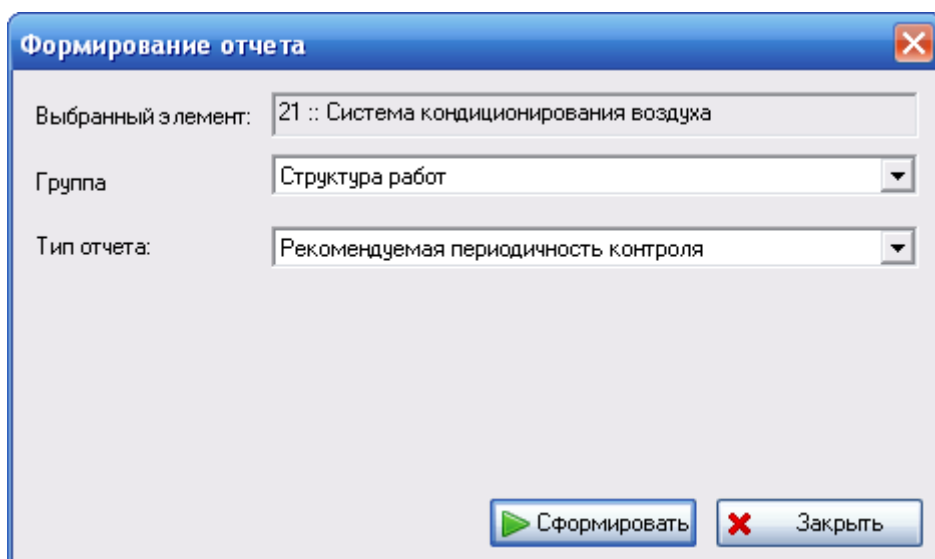 Формирование отчета
Выбранный элемент: 21 :: Система кондиционирования воздуха
Группа Структура работ
Тип отчета: Рекомендуемая периодичность контроля
Сформировать Закрыть